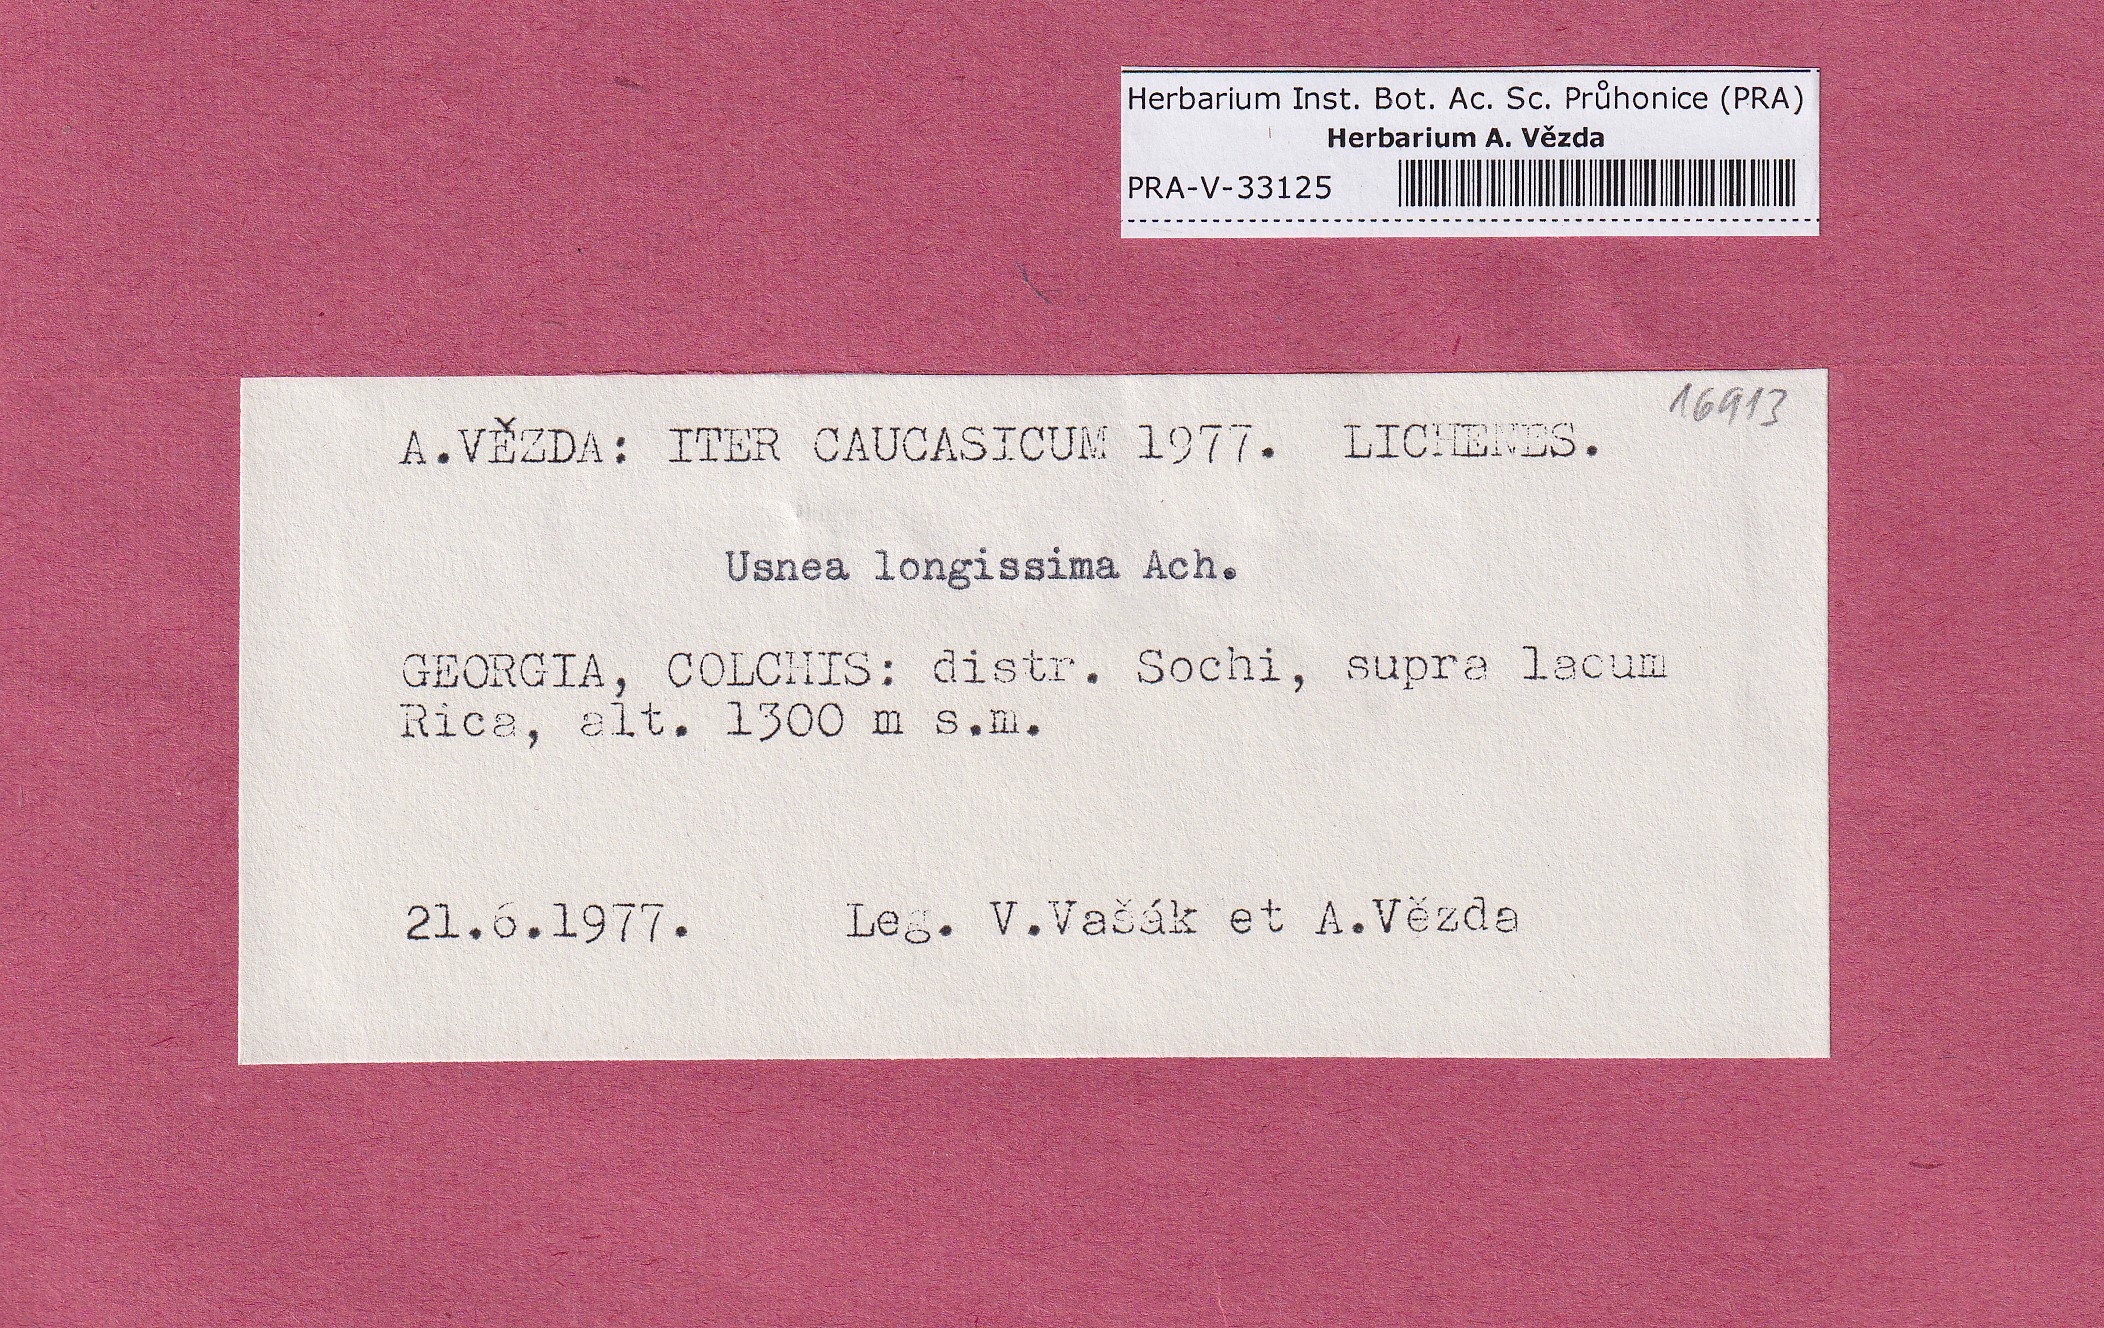 Herbarium Inst. Bot. Ac. Sc. Průhonice (PRA)
Herbarium A. Vězda
PRA-V-33125
16913
A.VĚZDA: ITER CAUCASICUM 1977. LICHENES.
Usnea longissima Ach.
GEORGIA, COLCHIS: distr. Sochi, supra lacum
Rica, alt. 1300 m s.m.
21.6.1977. Leg. V.Vašák et A.Vězda